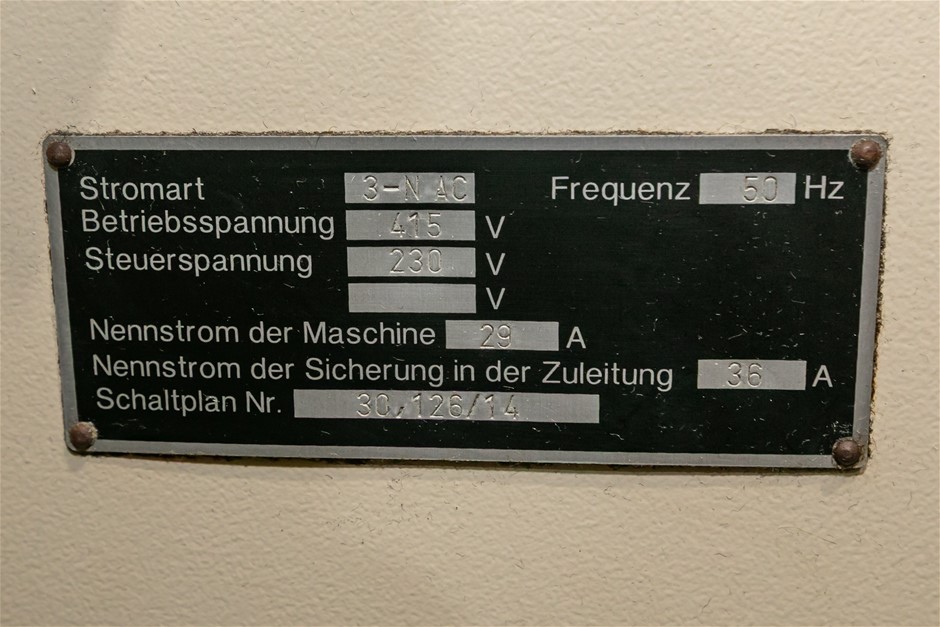 Stromart 3-N AC Frequenz 50 Hz
Betriebsspannung 415 V
Steuerspannung 230 V
V
Nennstrom der Maschine 29 A
Nennstrom der Sicherung in der Zuleitung 36 A
Schaltplan Nr. 30.126/14